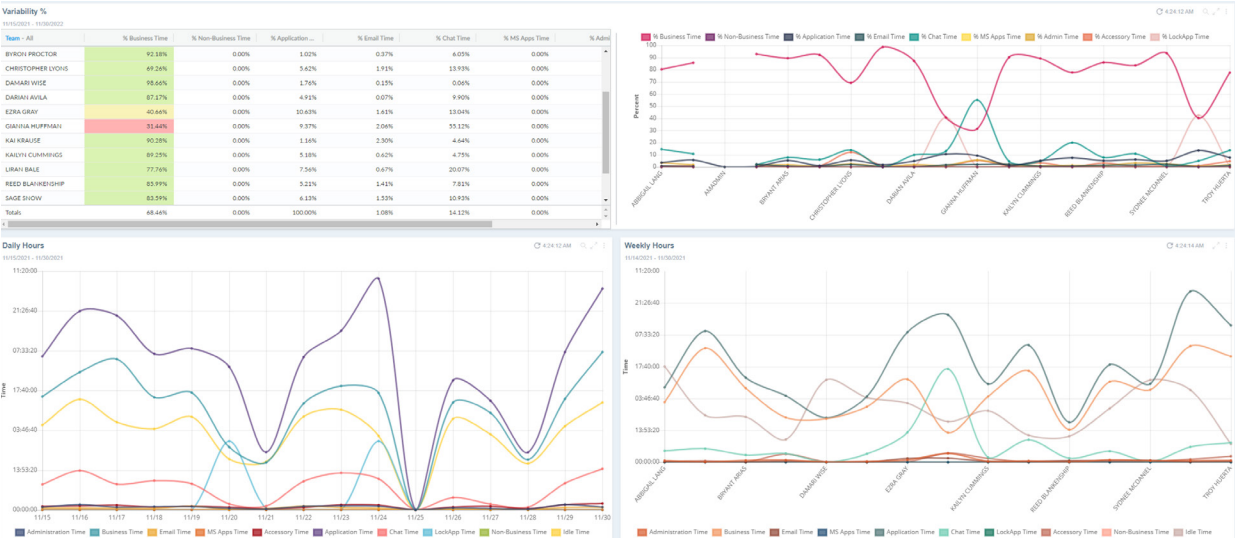 Variability %
4:24:12 AM
11/15/2021 - 11/30/2022
Team - All % Business Time % Non-Business Time % Application ... % Email Time % Chat Time % MS Apps Time % Admi
BYRON PROCTOR 92.18% 0.00% 1.02% 0.37% 6.05% 0.00%
CHRISTOPHER LYONS 69.26% 0.00% 5.62% 1.91% 13.93% 0.00%
DAMARI WISE 98.66% 0.00% 1.76% 0.15% 0.06% 0.00%
DARIAN AVILA 87.17% 0.00% 4.91% 0.07% 9.90% 0.00%
EZRA GRAY 40.66% 0.00% 10.63% 1.61% 13.04% 0.00%
GIANNA HUFFMAN 31.44% 0.00% 9.37% 2.06% 55.12% 0.00%
KAI KRAUSE 90.28% 0.00% 1.16% 2.30% 4.64% 0.00%
KAILYN CUMMINGS 89.25% 0.00% 5.18% 0.62% 4.75% 0.00%
LIRAN BALE 77.76% 0.00% 7.56% 0.67% 20.07% 0.00%
REED BLANKENSHIP 85.99% 0.00% 5.21% 1.41% 7.81% 0.00%
SAGE SNOW 83.59% 0.00% 6.13% 1.53% 10.93% 0.00%
Totals 68.46% 0.00% 100.00% 1.08% 14.12% 0.00%
% Business Time % Non-Business Time % Application Time % Email Time % Chat Time % MS Apps Time % Admin Time % Accessory Time % LockApp Time
Percent
100
90
80
70
60
50
40
30
20
10
0
ABBIGAIL LANG
AMADMIN
BRYANT ARIAS
CHRISTOPHER LYONS
DARIAN AVILA
GIANNA HUFFMAN
KAILYN CUMMINGS
REED BLANKENSHIP
SYDNEE MCDANIEL
TROY HUERTA
Daily Hours
4:24:12 AM
11/15/2021 - 11/30/2021
Time
11:20:00
21:26:40
07:33:20
17:40:00
03:46:40
13:53:20
00:00:00
11/15 11/16 11/17 11/18 11/19 11/20 11/21 11/22 11/23 11/24 11/25 11/26 11/27 11/28 11/29 11/30
Administration Time Business Time Email Time MS Apps Time Accessory Time Application Time Chat Time LockApp Time Non-Business Time Idle Time
Weekly Hours
4:24:14 AM
11/14/2021 - 11/30/2021
Time
11:20:00
21:26:40
07:33:20
17:40:00
03:46:40
13:53:20
00:00:00
ABBIGAIL LANG
BRYANT ARIAS
DAMARI WISE
EZRA GRAY
KAILYN CUMMINGS
REED BLANKENSHIP
SYDNEE MCDANIEL
TROY HUERTA
Administration Time Business Time Email Time MS Apps Time Application Time Chat Time LockApp Time Accessory Time Non-Business Time Idle Time